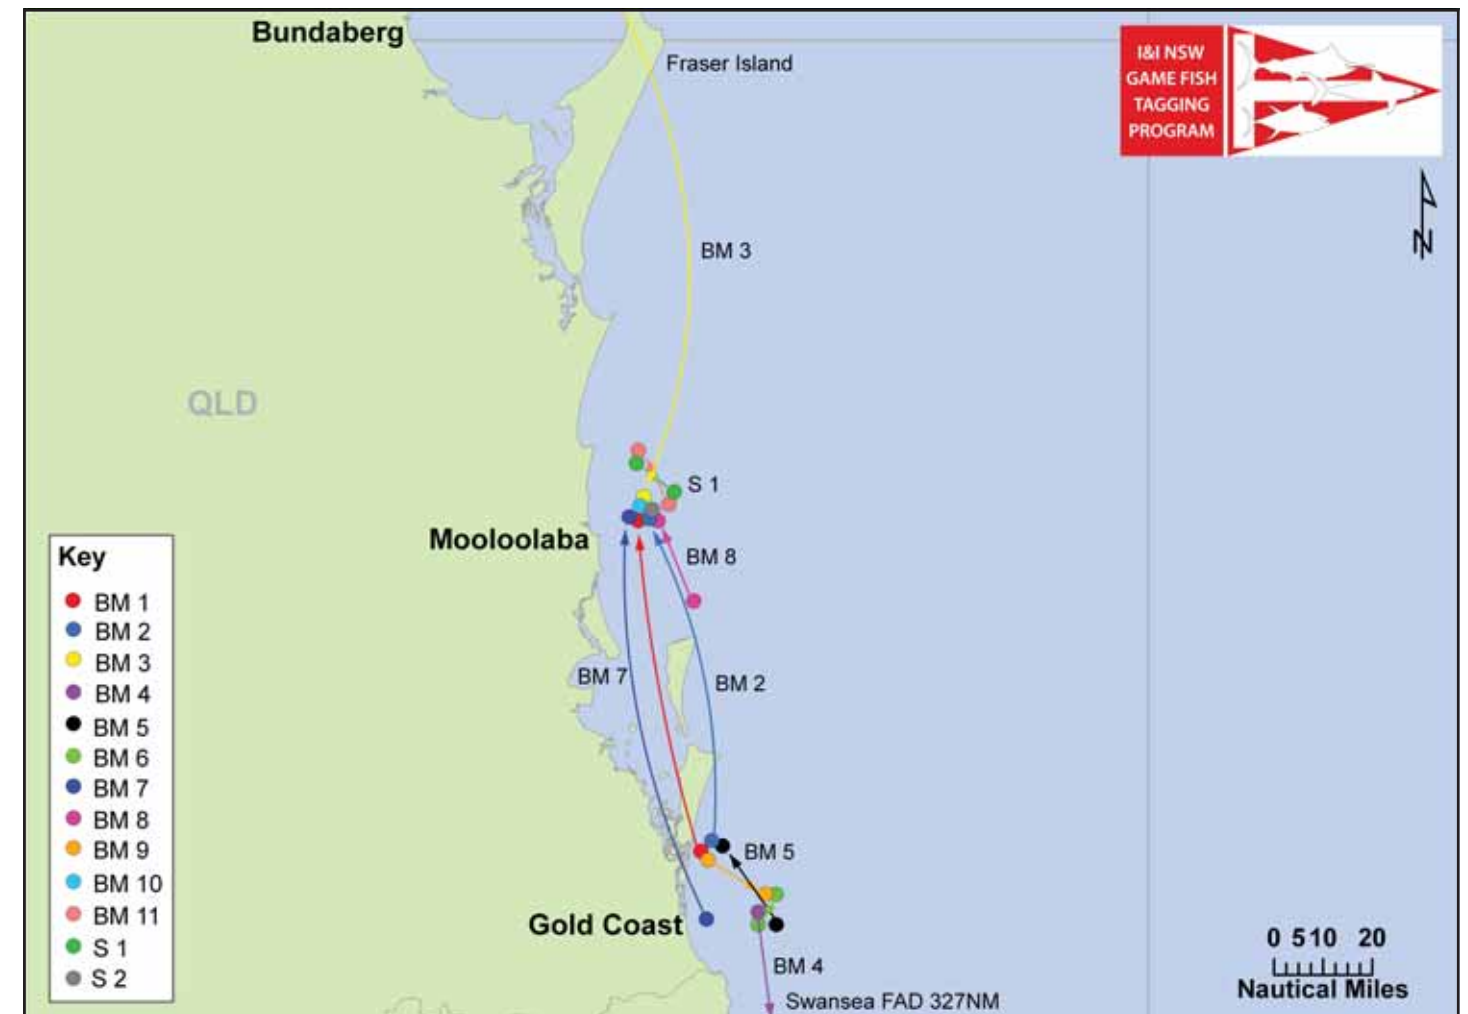 Bundaberg
Fraser Island
I&I NSW
GAME FISH
TAGGING
PROGRAM
N
BM 3
QLD
S 1
Mooloolaba
BM 8
BM 7
BM 2
BM 5
Gold Coast
BM 4
Swansea FAD 327NM
Key
BM 1
BM 2
BM 3
BM 4
BM 5
BM 6
BM 7
BM 8
BM 9
BM 10
BM 11
S 1
S 2
0 5 10 20
Nautical Miles